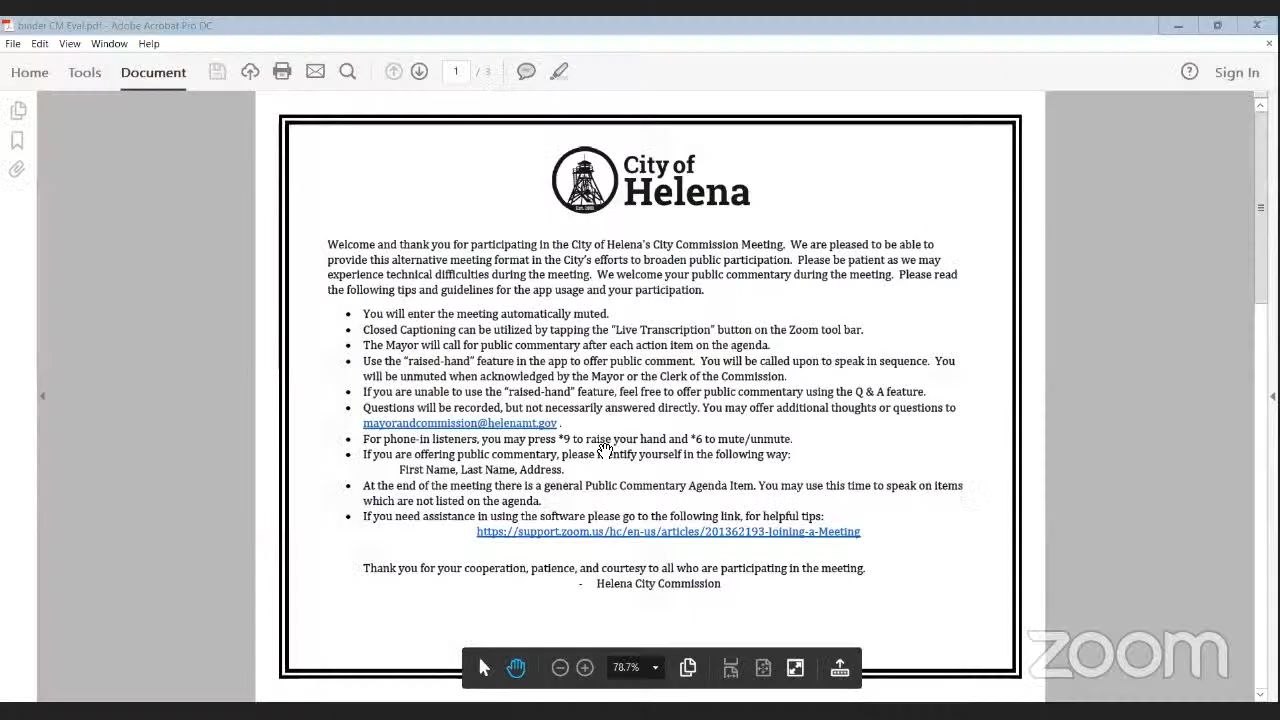 binder CM Eval.pdf - Adobe Acrobat Pro DC
File Edit View Window Help
Home Tools Document 1 / 3 Sign In
City of
Helena
Welcome and thank you for participating in the City of Helena's City Commission Meeting. We are pleased to be able to
provide this alternative meeting format in the City's efforts to broaden public participation. Please be patient as we may
experience technical difficulties during the meeting. We welcome your public commentary during the meeting. Please read
the following tips and guidelines for the app usage and your participation.
• You will enter the meeting automatically muted.
• Closed Captioning can be utilized by tapping the "Live Transcription" button on the Zoom tool bar.
• The Mayor will call for public commentary after each action item on the agenda.
• Use the "raised-hand" feature in the app to offer public comment. You will be called upon to speak in sequence. You
will be unmuted when acknowledged by the Mayor or the Clerk of the Commission.
• If you are unable to use the "raised-hand" feature, feel free to offer public commentary using the Q & A feature.
• Questions will be recorded, but not necessarily answered directly. You may offer additional thoughts or questions to
mayorandcommission@helenamt.gov .
• For phone-in listeners, you may press *9 to raise your hand and *6 to mute/unmute.
• If you are offering public commentary, please identify yourself in the following way:
First Name, Last Name, Address.
• At the end of the meeting there is a general Public Commentary Agenda Item. You may use this time to speak on items
which are not listed on the agenda.
• If you need assistance in using the software please go to the following link, for helpful tips:
https://support.zoom.us/hc/en-us/articles/201362193-Joining-a-Meeting
Thank you for your cooperation, patience, and courtesy to all who are participating in the meeting.
- Helena City Commission
78.7%
zoom